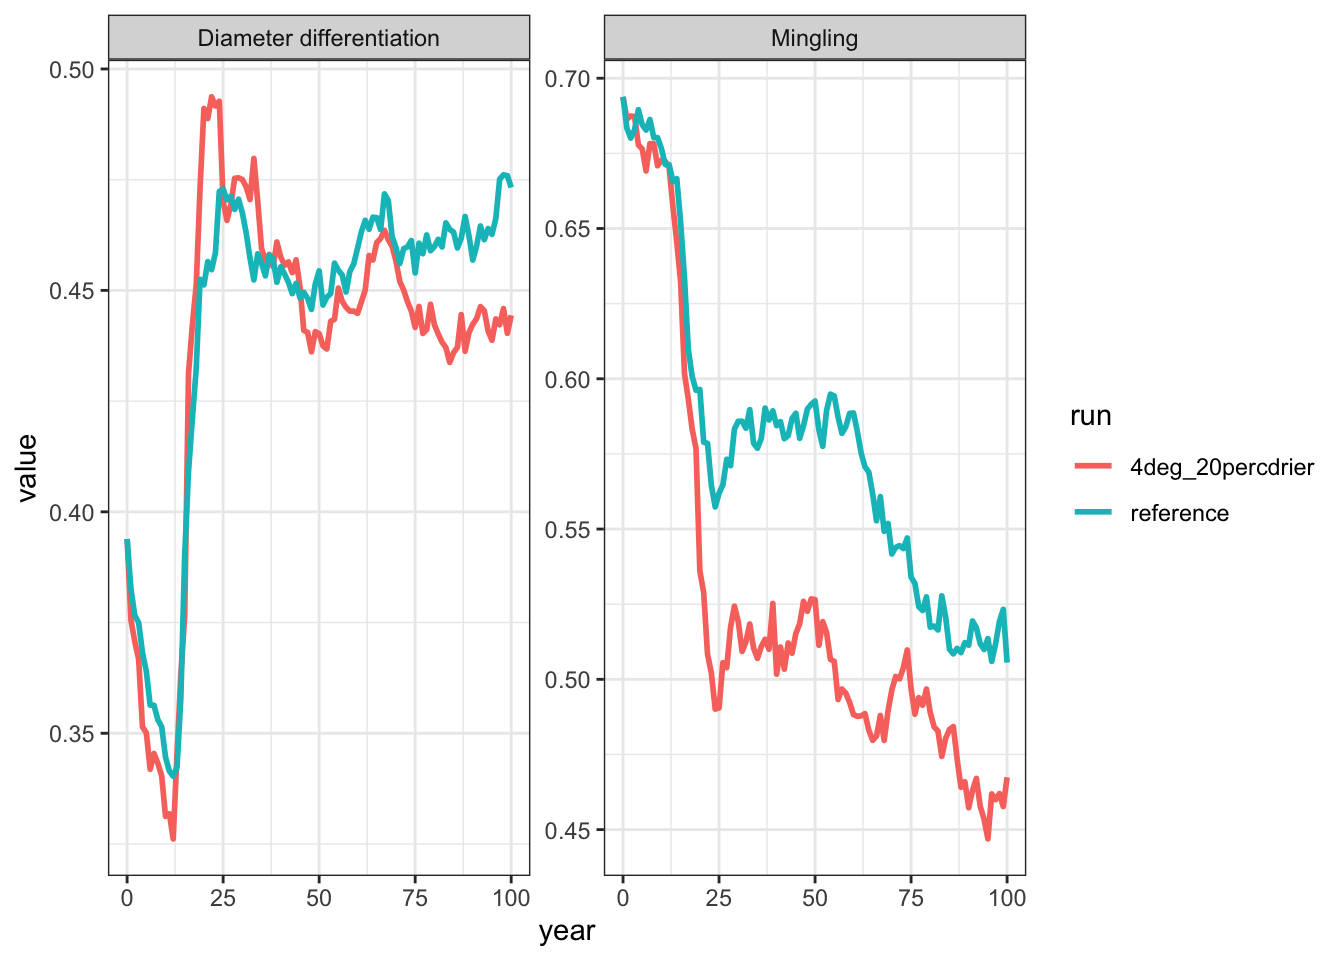 Diameter differentiation
Mingling
value
0.50
0.45
0.40
0.35
0.70
0.65
0.60
0.55
0.50
0.45
0 25 50 75 100
0 25 50 75 100
year
run
4deg_20percdrier
reference